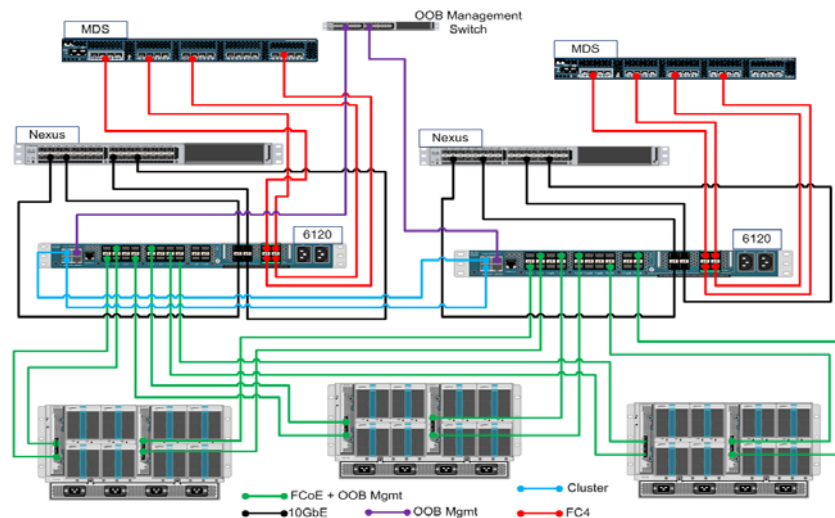 OOB Management
Switch
MDS
MDS
Nexus
Nexus
6120
6120
FCoE + OOB Mgmt
Cluster
10GbE
OOB Mgmt
FC4